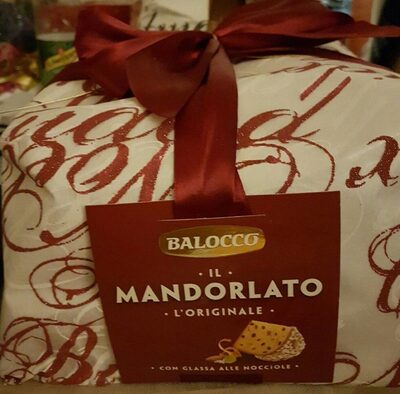 BALOCCO
· IL ·
MANDORLATO
· L'ORIGINALE ·
· CON GLASSA ALLE NOCCIOLE ·